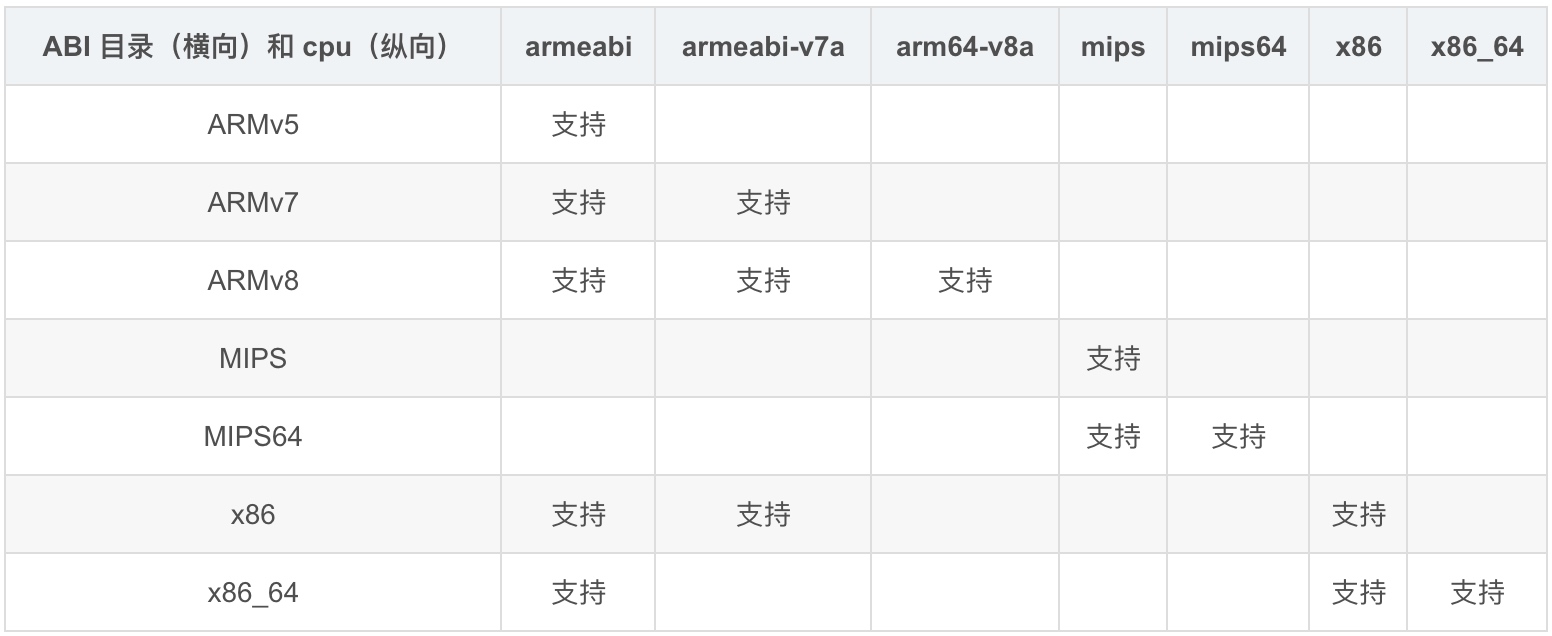 ABI 目录（横向）和 cpu（纵向） armeabi armeabi-v7a arm64-v8a mips mips64 x86 x86_64
ARMv5 支持
ARMv7 支持 支持
ARMv8 支持 支持 支持
MIPS 支持
MIPS64 支持 支持
x86 支持 支持 支持
x86_64 支持 支持 支持